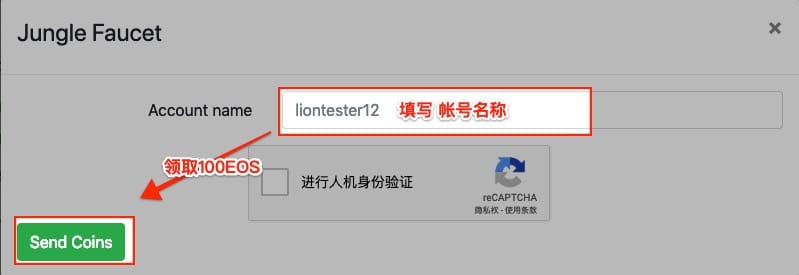 Jungle Faucet ×
Account name liontester12 填写 帐号名称
领取100EOS
进行人机身份验证
reCAPTCHA
隐私权 - 使用条款
Send Coins